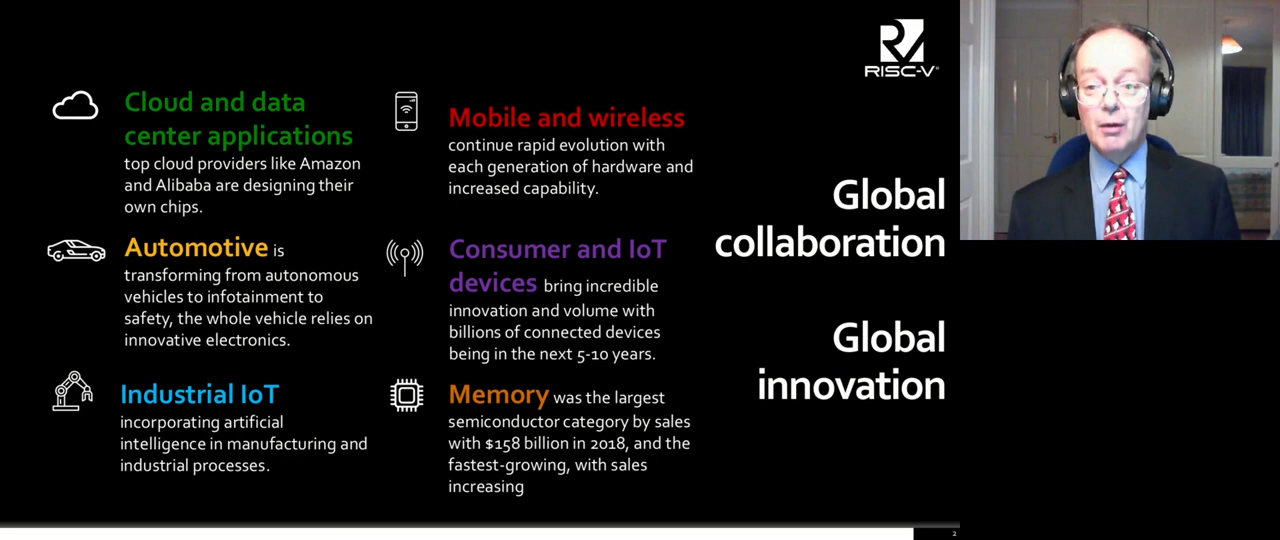 RISC-V®
Cloud and data
center applications
top cloud providers like Amazon
and Alibaba are designing their
own chips.
Mobile and wireless
continue rapid evolution with
each generation of hardware and
increased capability.
Automotive is
transforming from autonomous
vehicles to infotainment to
safety, the whole vehicle relies on
innovative electronics.
Consumer and IoT
devices bring incredible
innovation and volume with
billions of connected devices
being in the next 5-10 years.
Industrial IoT
incorporating artificial
intelligence in manufacturing and
industrial processes.
Memory was the largest
semiconductor category by sales
with $158 billion in 2018, and the
fastest-growing, with sales
increasing
Global
collaboration
Global
innovation
2